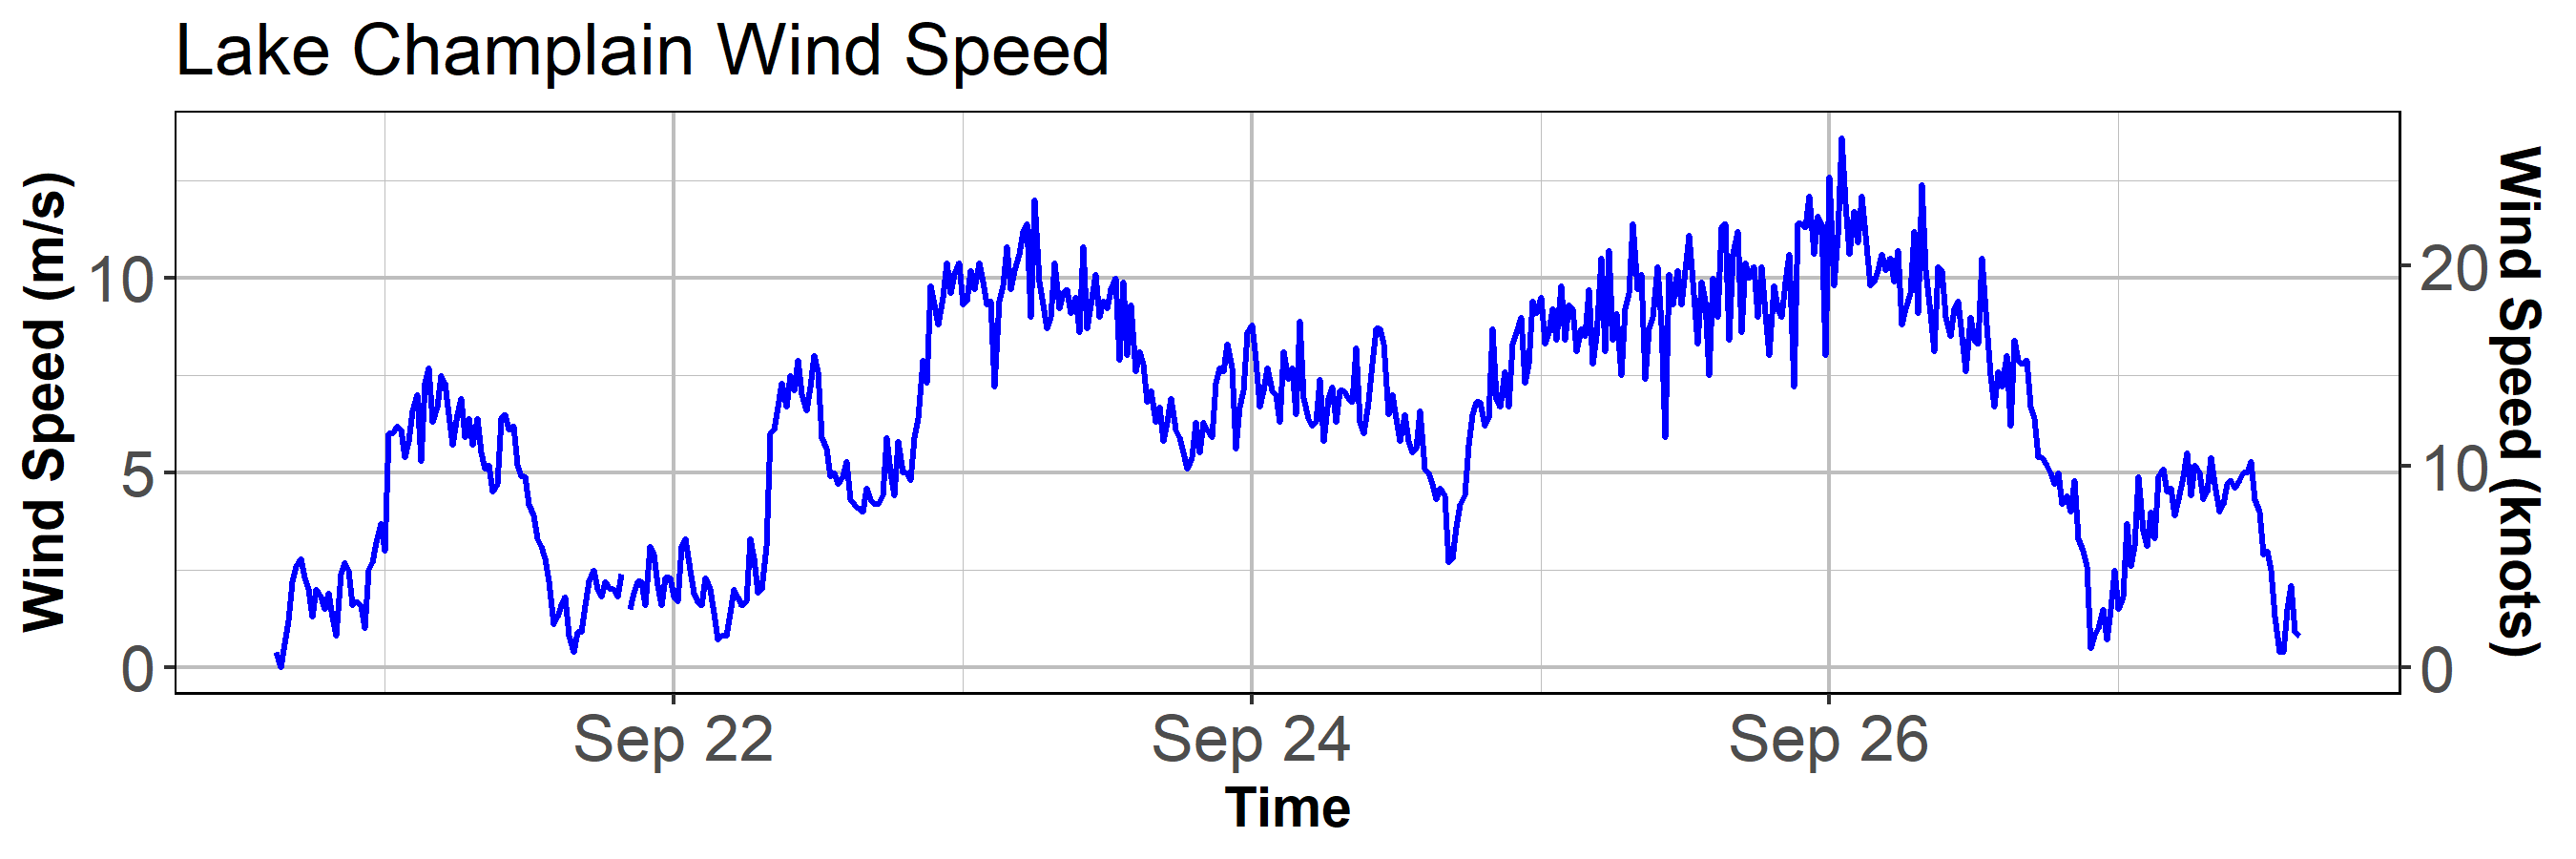 Lake Champlain Wind Speed
Wind Speed (m/s)
10
5
0
20
10
0
Wind Speed (knots)
Sep 22
Sep 24
Sep 26
Time